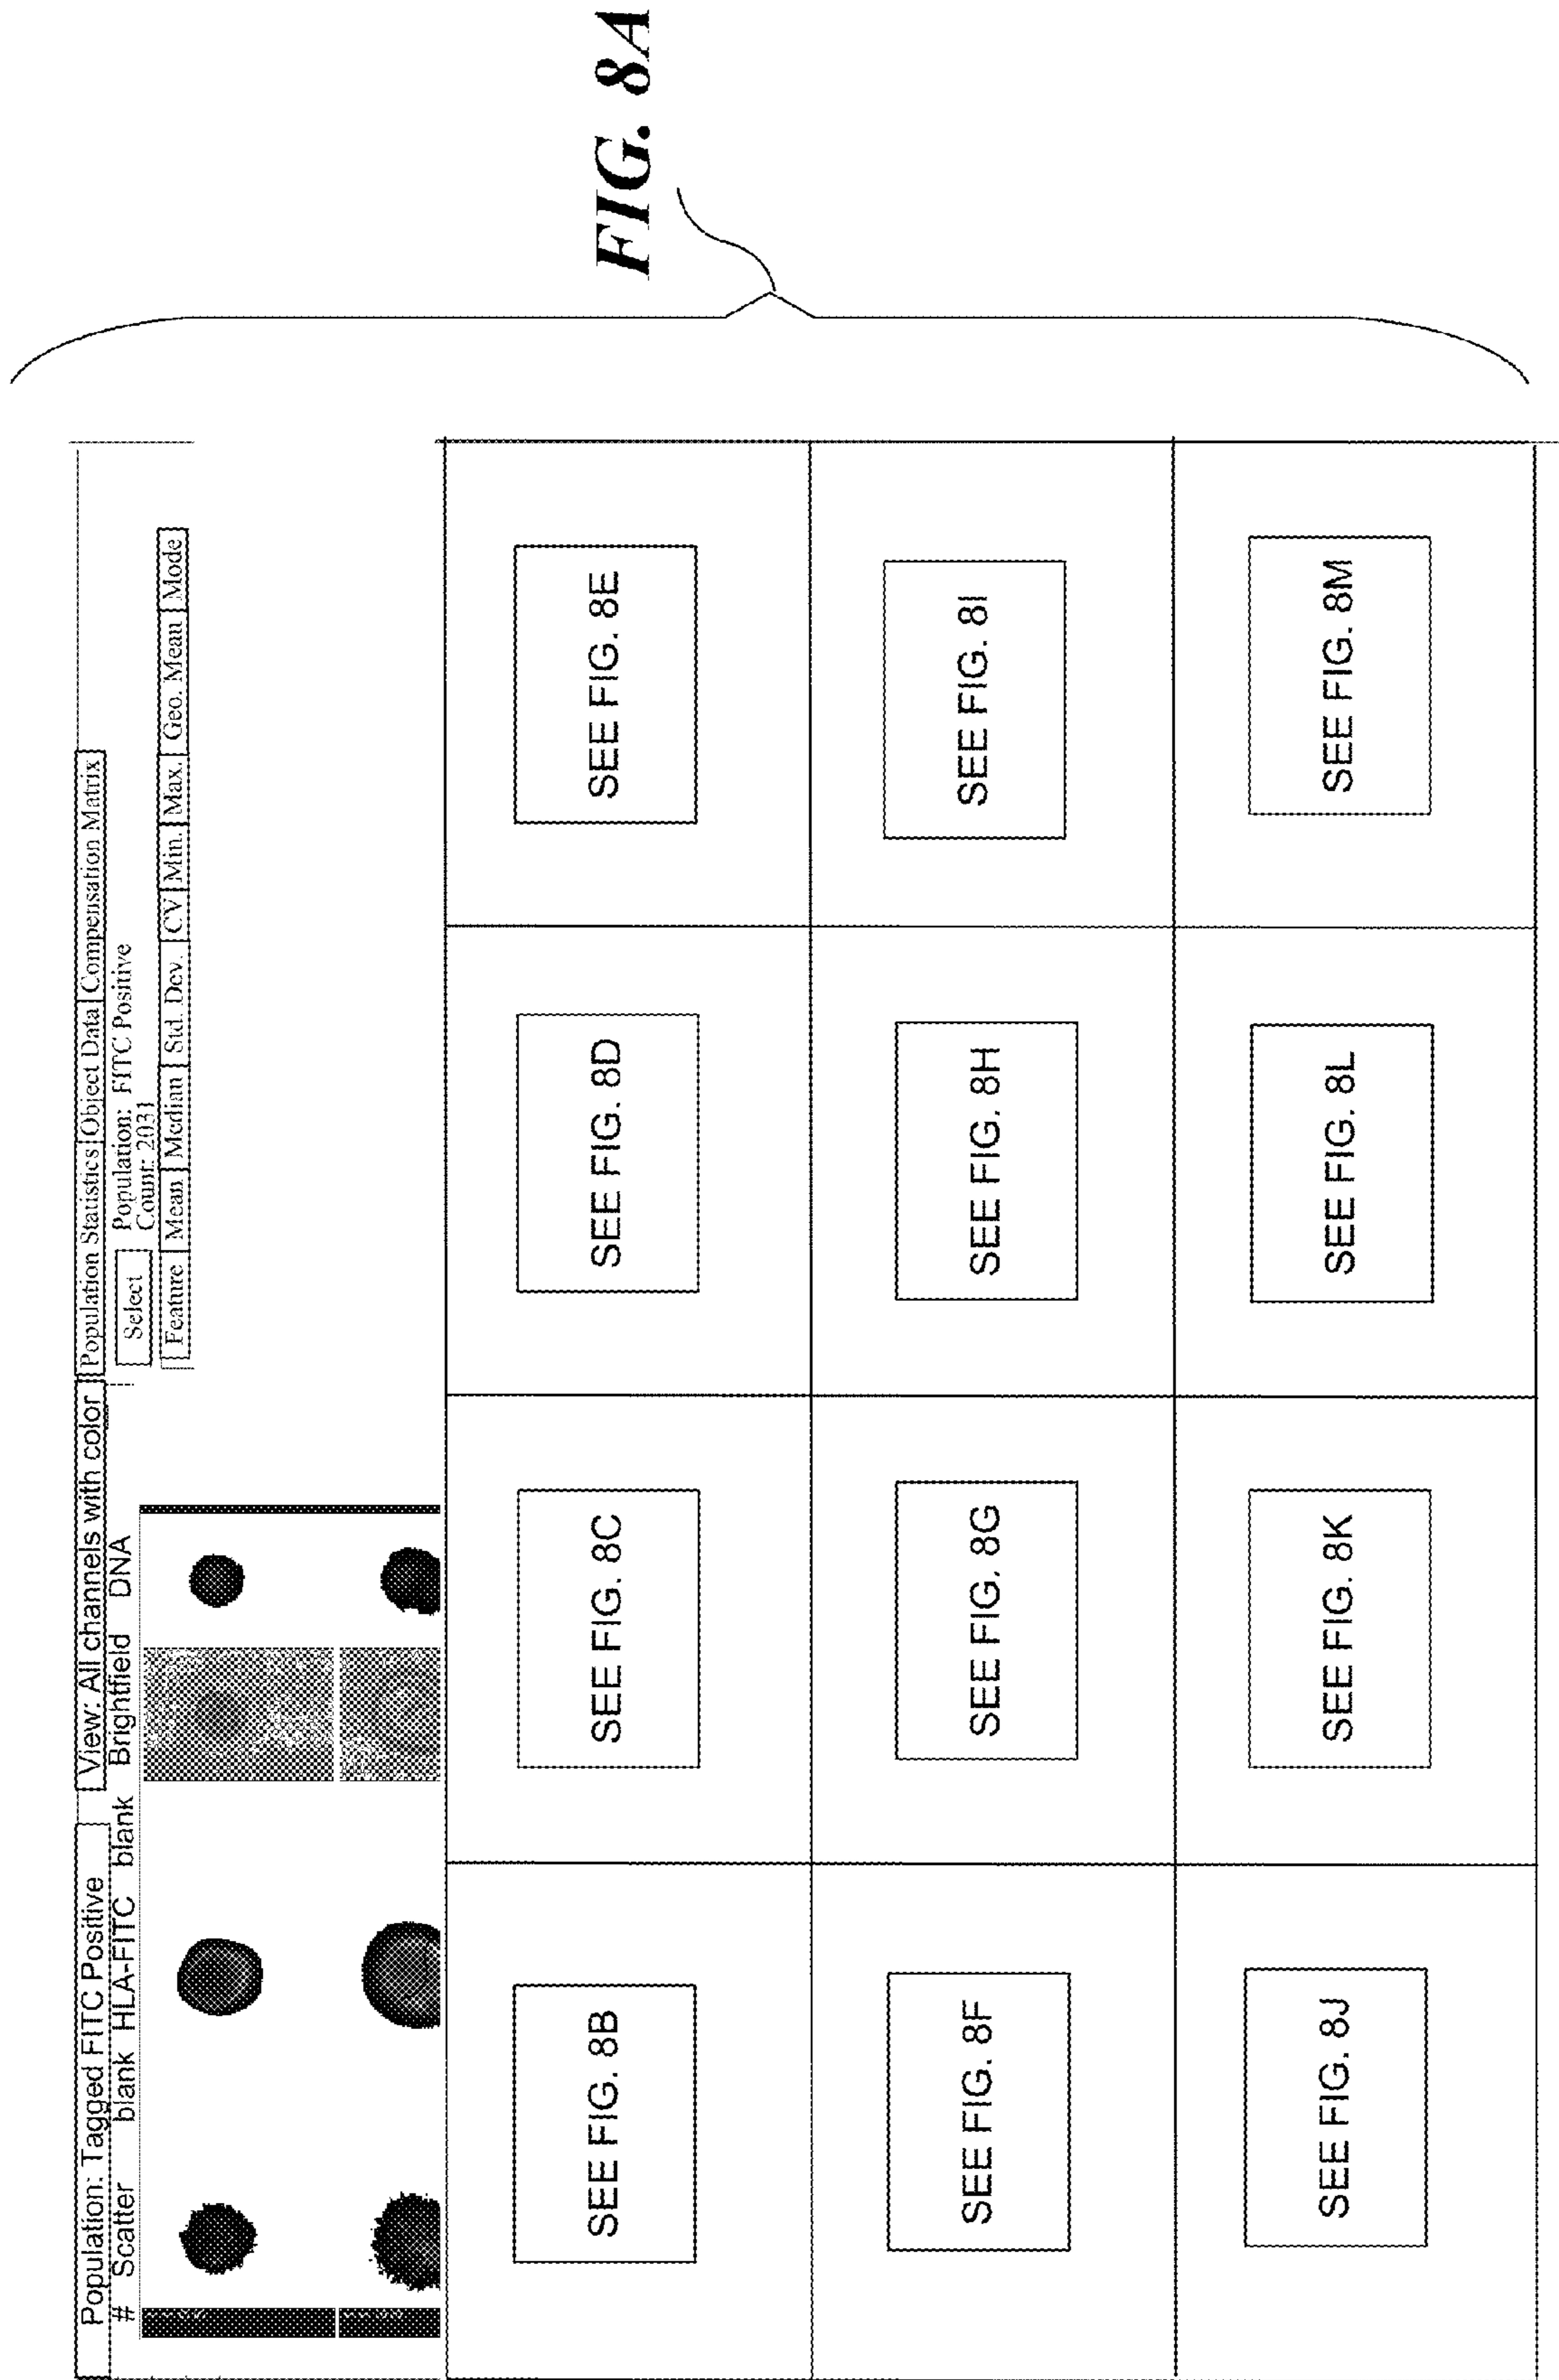 Population: Tagged FITC Positive
View: All channels with color
Population Statistics Object Data Compensation Matrix
# Scatter blank HLA-FITC blank Brightfield DNA
Select
Population: FITC Positive
Count: 2031
Feature Mean Median Std. Dev. CV Min. Max. Geo. Mean Mode
SEE FIG. 8B
SEE FIG. 8C
SEE FIG. 8D
SEE FIG. 8E
SEE FIG. 8F
SEE FIG. 8G
SEE FIG. 8H
SEE FIG. 8I
SEE FIG. 8J
SEE FIG. 8K
SEE FIG. 8L
SEE FIG. 8M
FIG. 8A